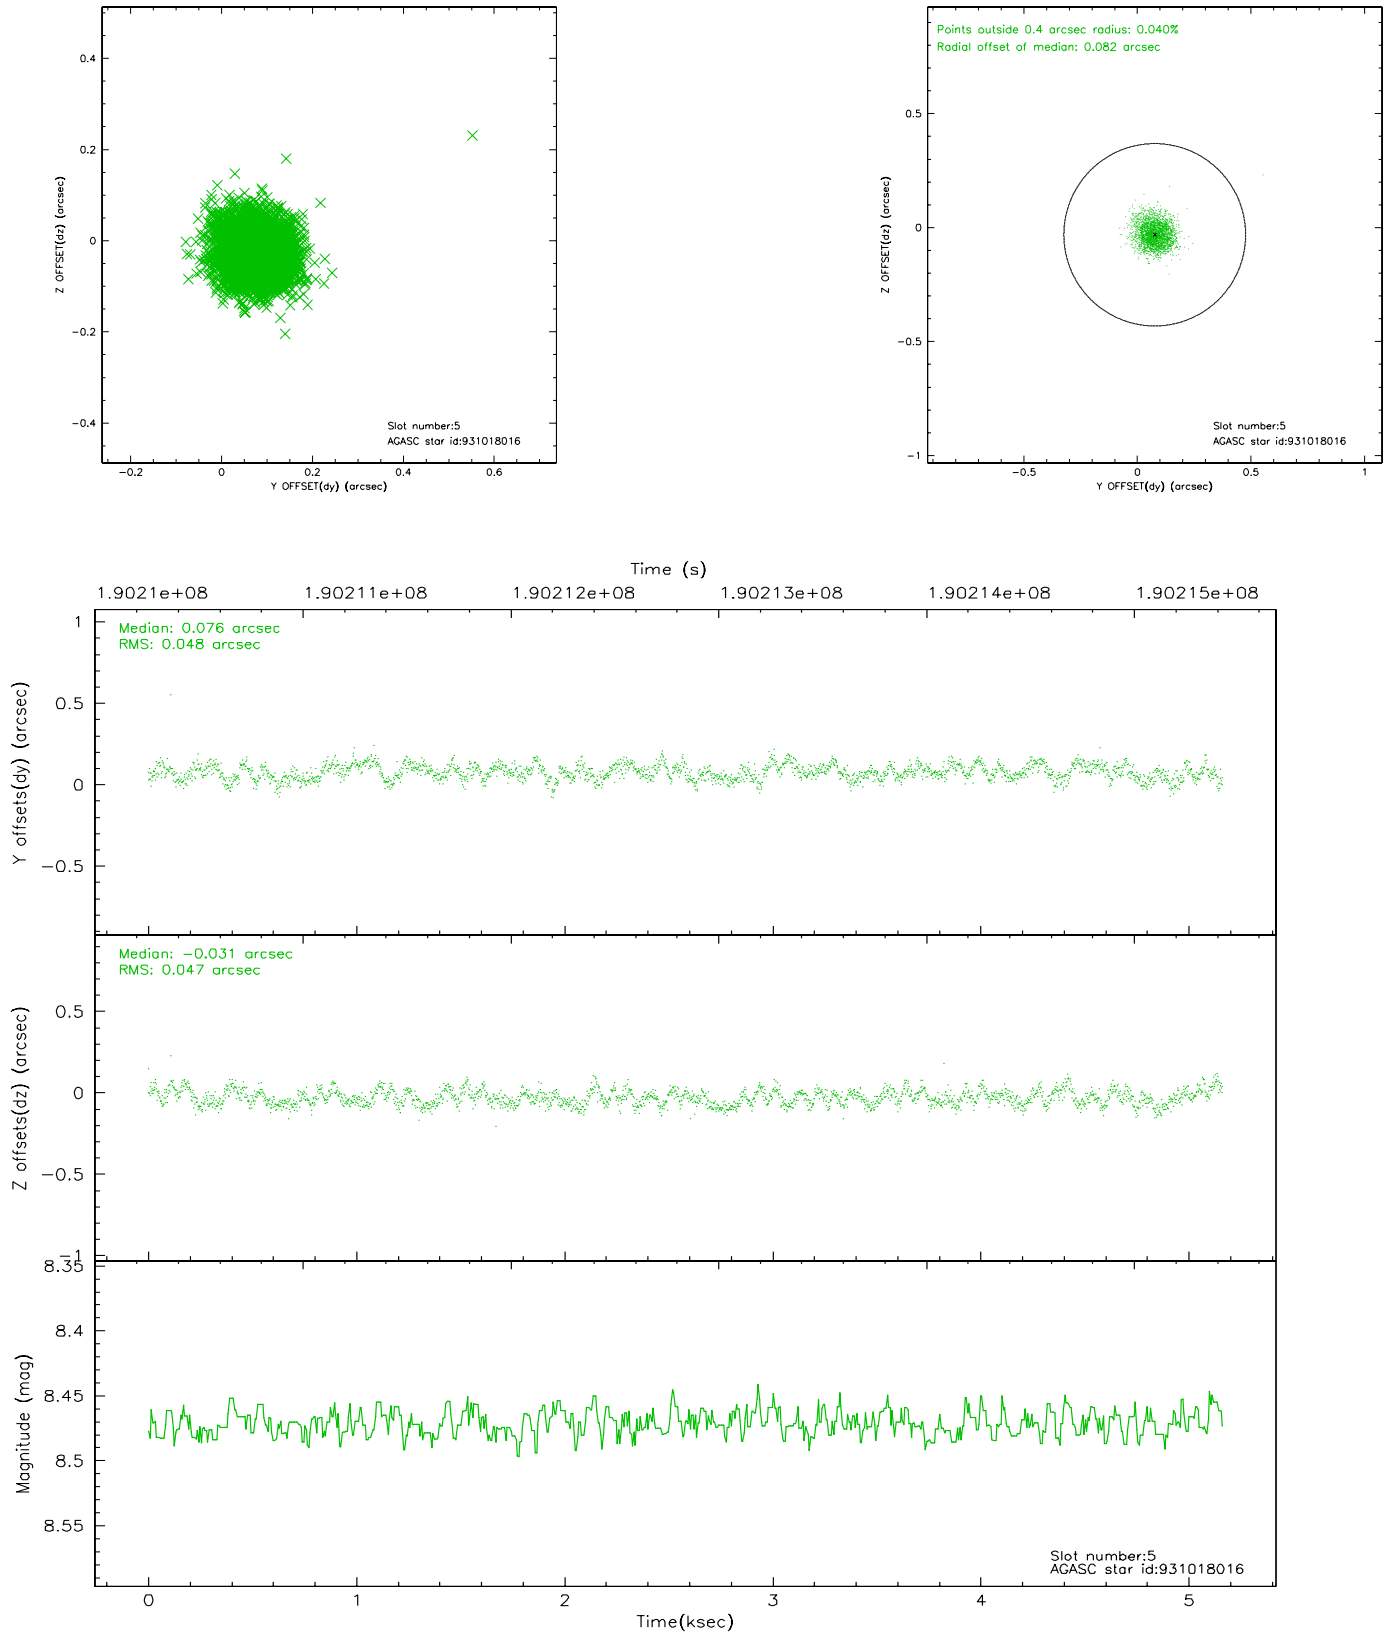 0.4
0.2
0
−0.2
−0.4
Z OFFSET(dz) (arcsec)
Slot number:5
AGASC star id:931018016
−0.2 0 0.2 0.4 0.6
Y OFFSET(dy) (arcsec)
Points outside 0.4 arcsec radius: 0.040%
Radial offset of median: 0.082 arcsec
0.5
0
−0.5
−1
Z OFFSET(dz) (arcsec)
Slot number:5
AGASC star id:931018016
−0.5 0 0.5 1
Y OFFSET(dy) (arcsec)
Time (s)
1.9021e+08 1.90211e+08 1.90212e+08 1.90213e+08 1.90214e+08 1.90215e+08
Median: 0.076 arcsec
RMS: 0.048 arcsec
1
0.5
0
−0.5
Y offsets(dy) (arcsec)
Median: −0.031 arcsec
RMS: 0.047 arcsec
0.5
0
−0.5
−1
Z offsets(dz) (arcsec)
8.35
8.4
8.45
8.5
8.55
Magnitude (mag)
Slot number:5
AGASC star id:931018016
0 1 2 3 4 5
Time(ksec)